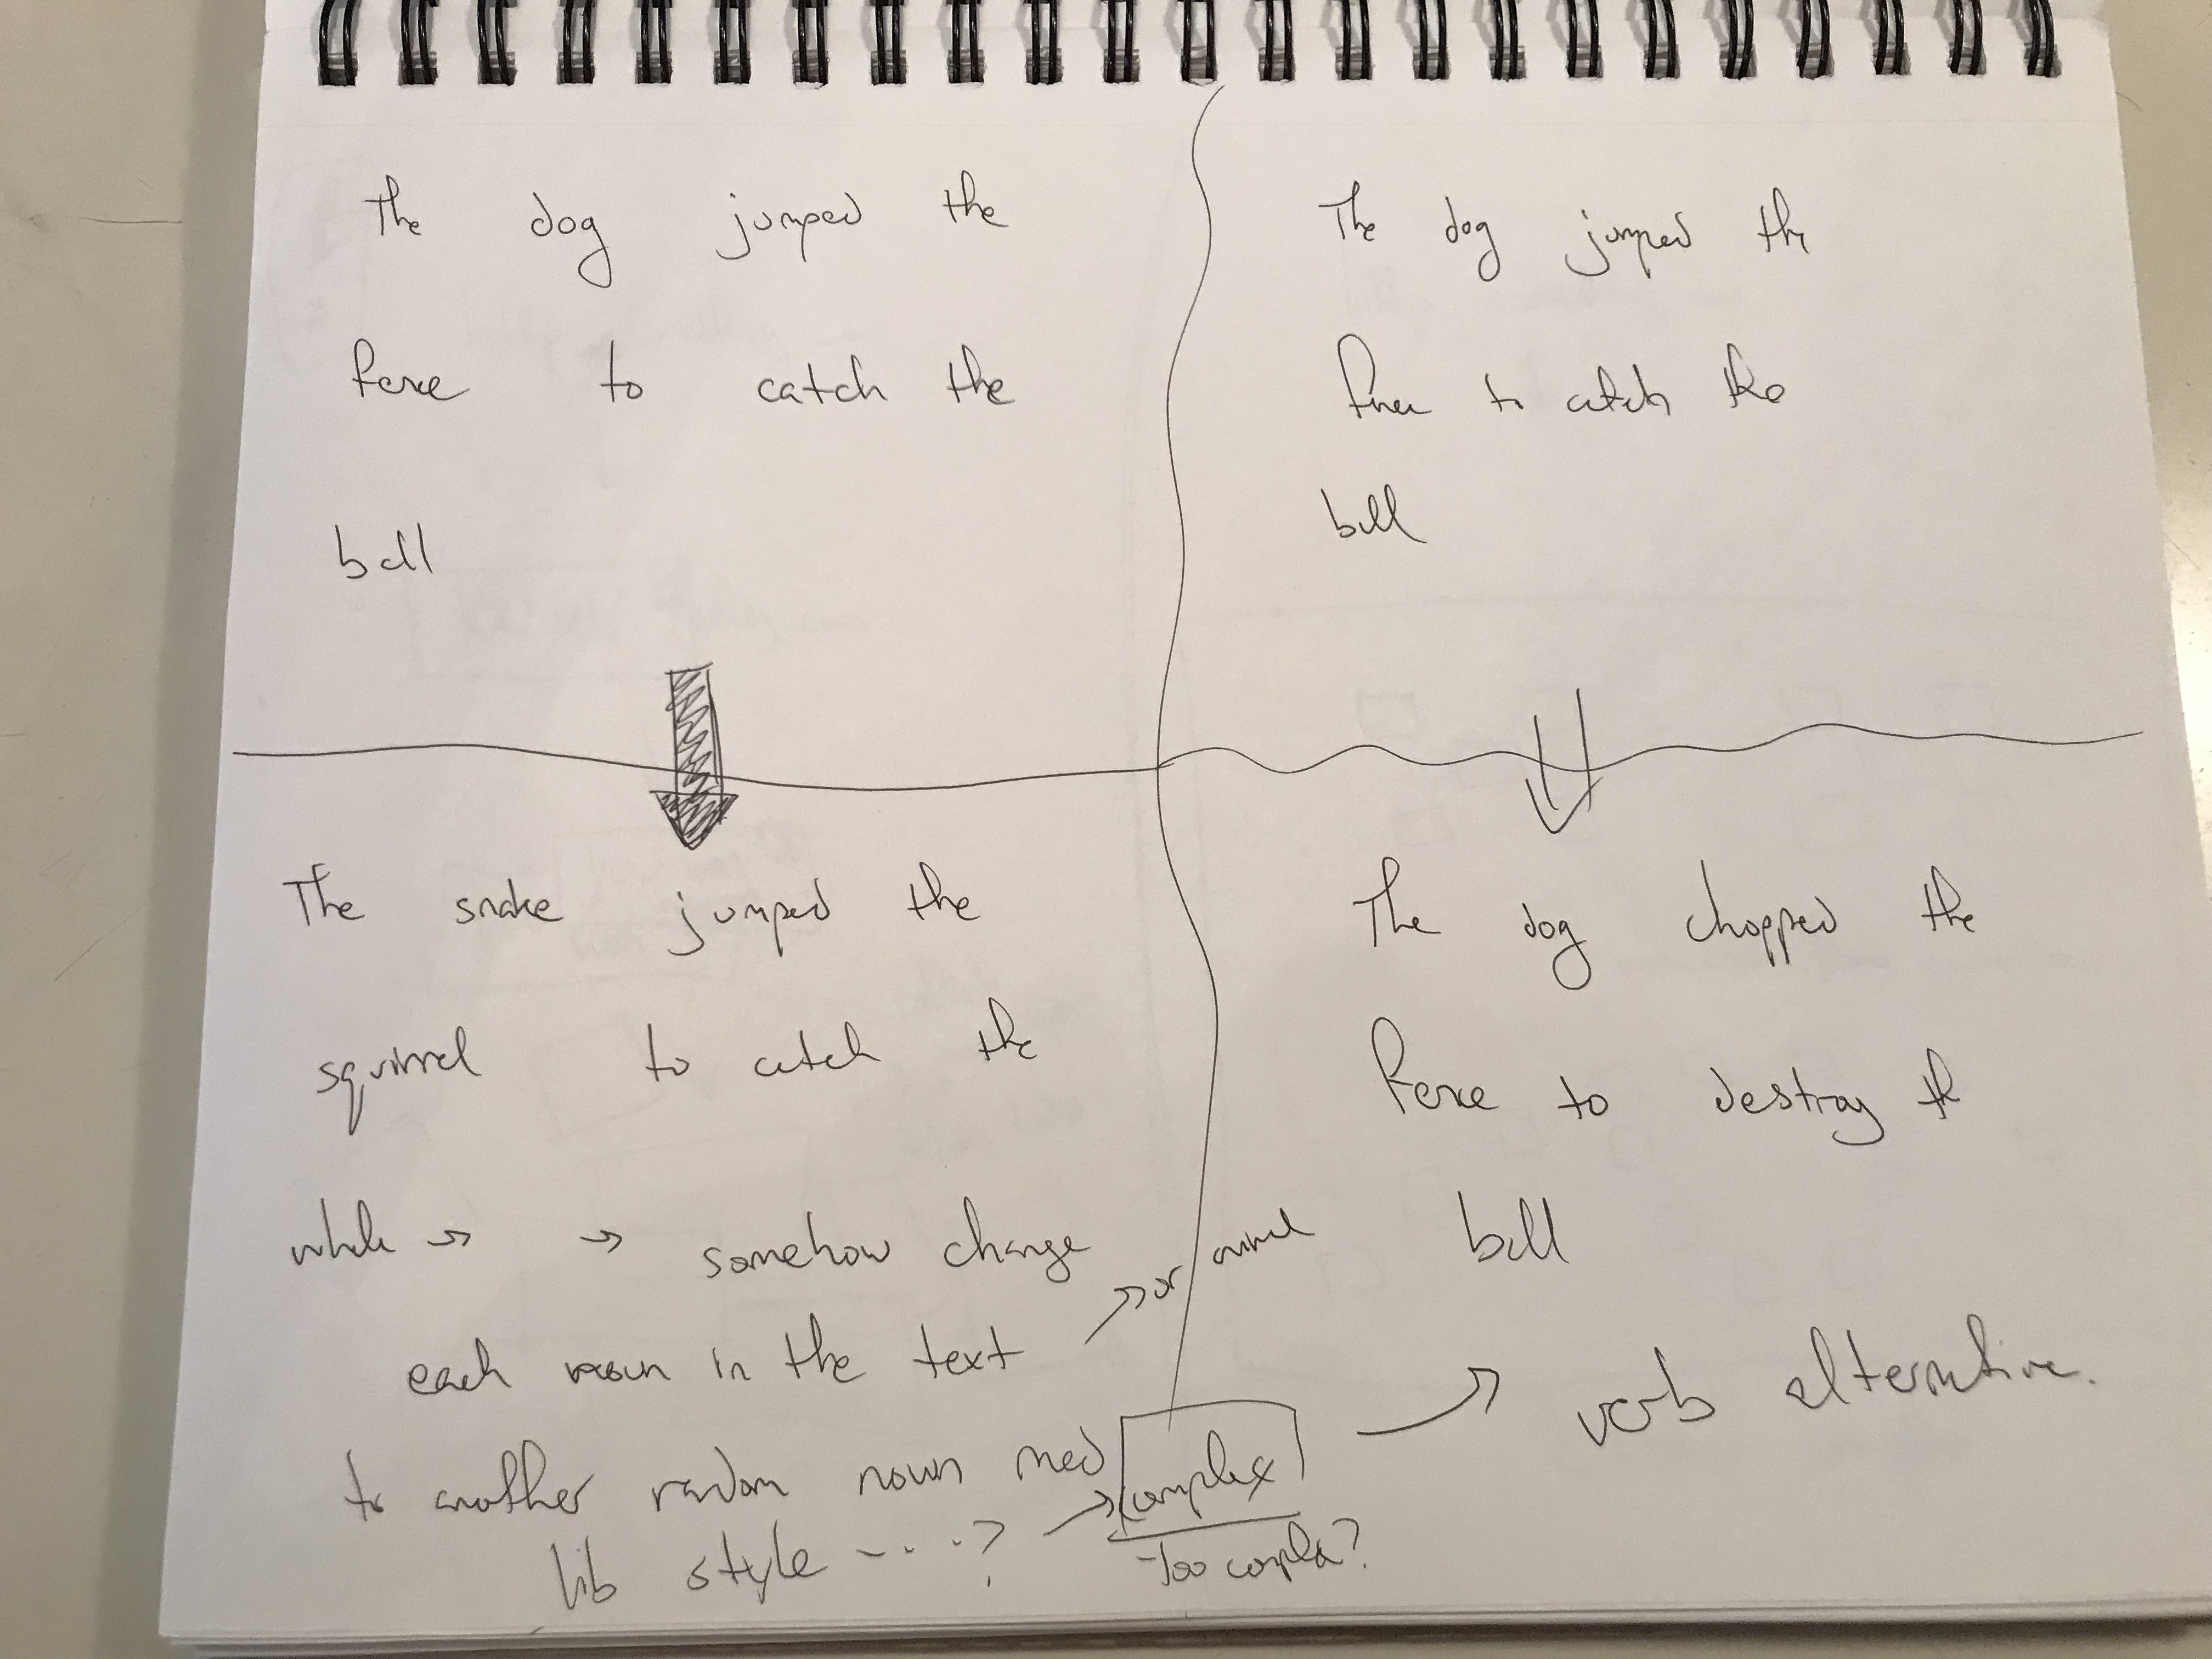 The dog jumped the
fence to catch the
ball
The dog jumped the
fence to catch the
ball
The snake jumped the
squirrel to catch the
whale → → somehow change
each noun in the text → or animal
to another random noun mad
lib style - - . . ? → complex
too complex?
The dog chopped the
fence to destroy th
ball
→ verb alternative.